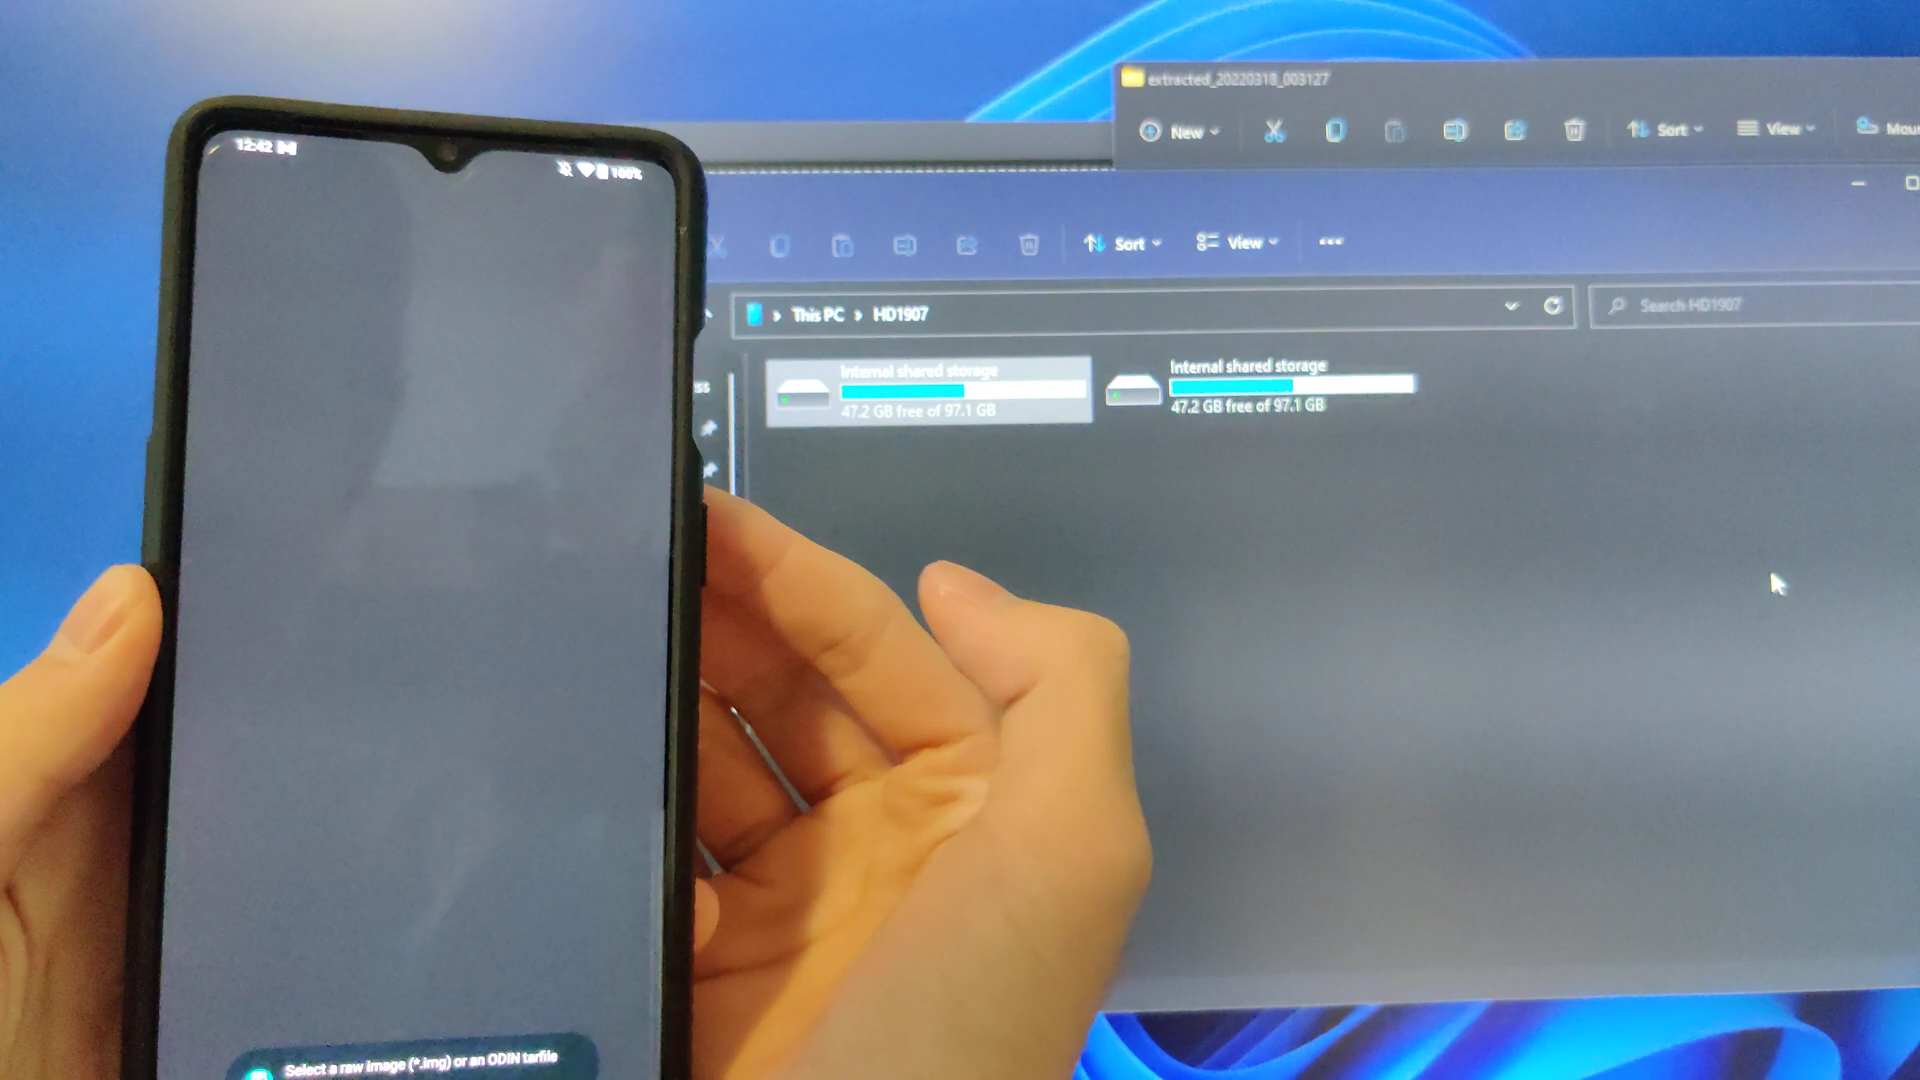 extracted_20220318_003127
New
Sort
View
12:42
100%
Sort
View
This PC > HD1907
Search HD1907
Internal shared storage
47.2 GB free of 97.1 GB
Internal shared storage
47.2 GB free of 97.1 GB
Select a raw image (*.img) or an ODIN tarfile